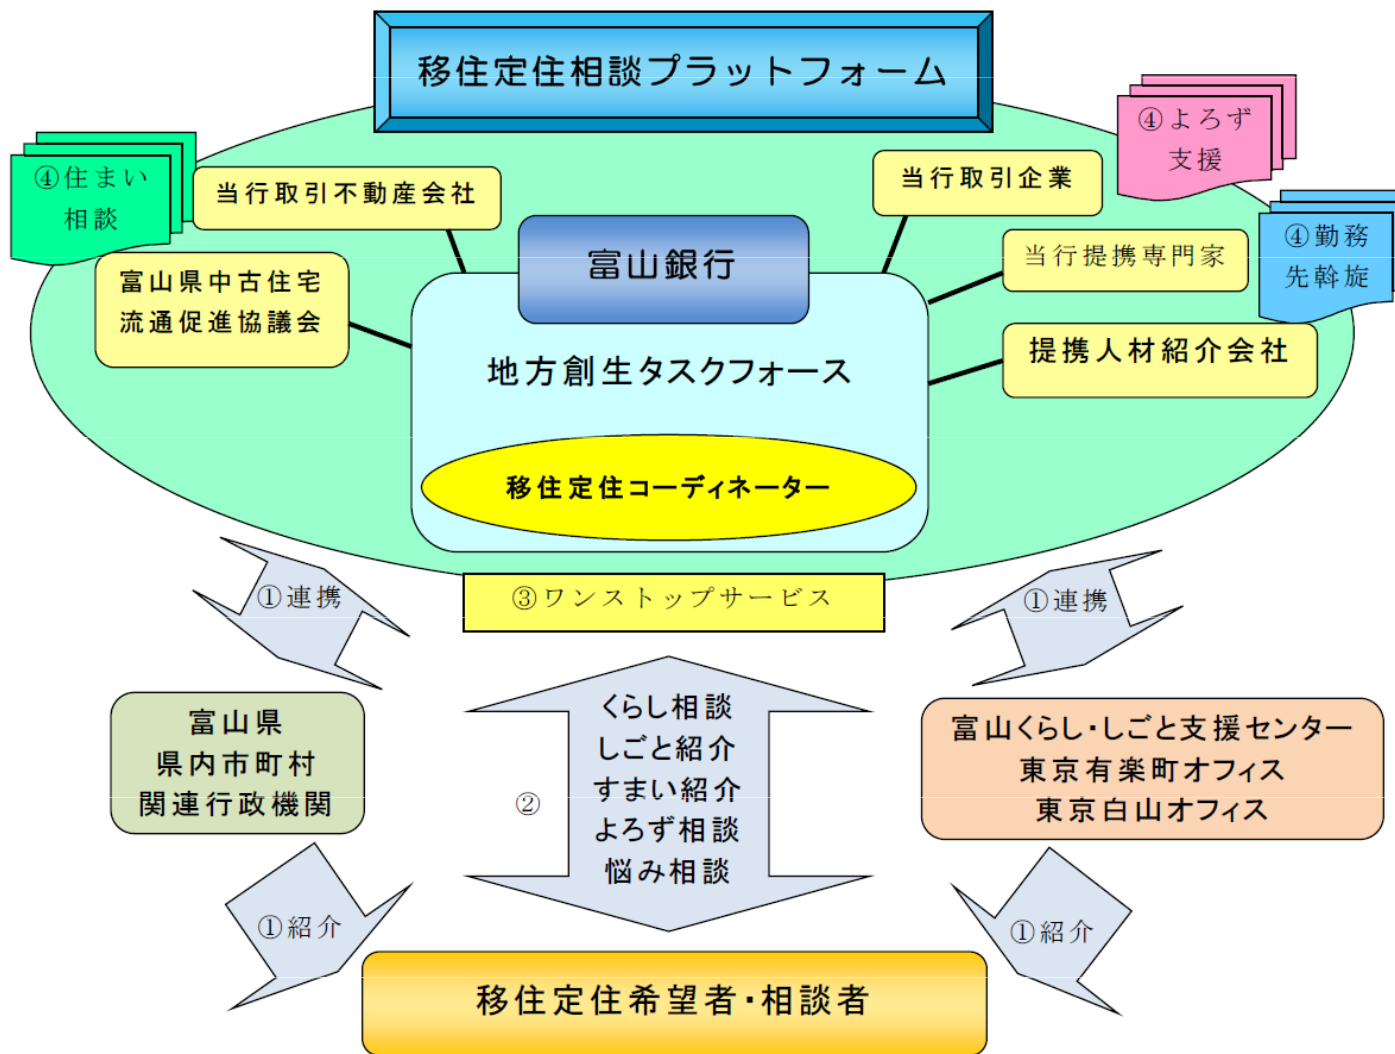 移住定住相談プラットフォーム
④よろず
支援
④住まい
相談
当行取引不動産会社
当行取引企業
④勤務
先斡旋
富山銀行
当行提携専門家
富山県中古住宅
流通促進協議会
提携人材紹介会社
地方創生タスクフォース
移住定住コーディネーター
①連携
③ワンストップサービス
①連携
富山県
県内市町村
関連行政機関
②
くらし相談
しごと紹介
すまい紹介
よろず相談
悩み相談
富山くらし・しごと支援センター
東京有楽町オフィス
東京白山オフィス
①紹介
①紹介
移住定住希望者・相談者